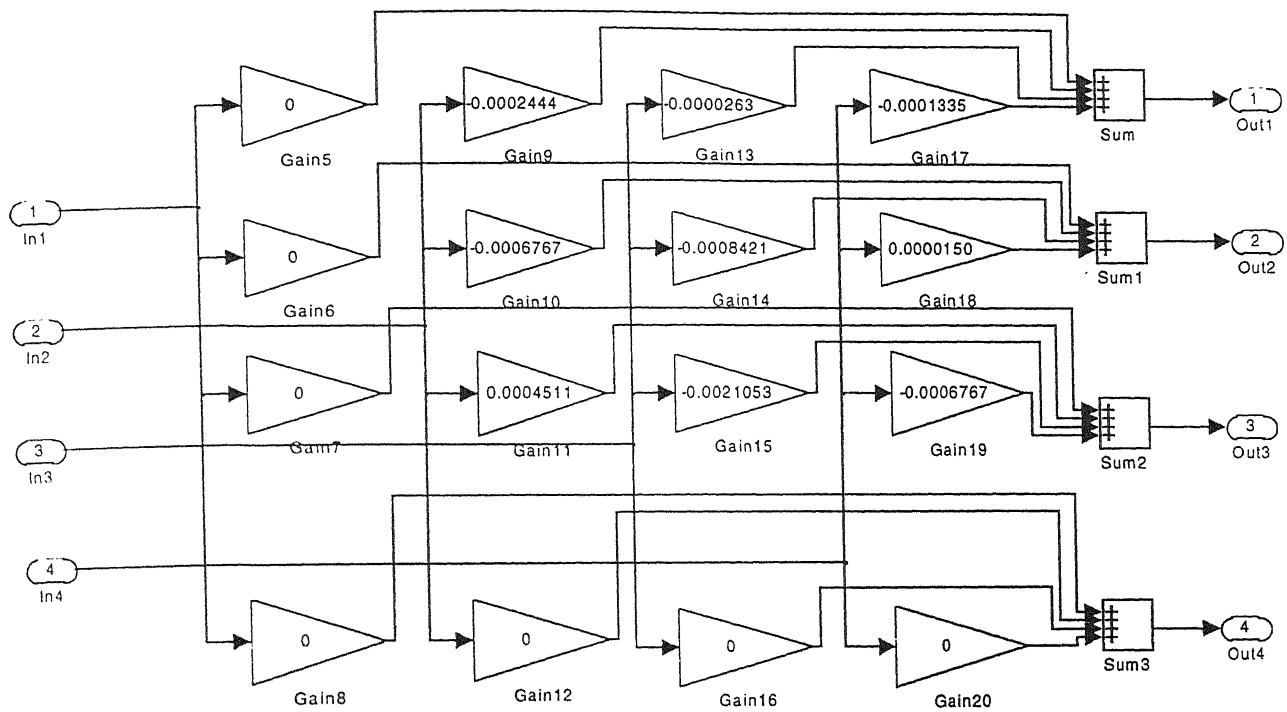 0
-0.0002444
-0.0000263
-0.0001335
1
Sum
Out1
Gain5
Gain9
Gain13
Gain17
1
In1
0
-0.0006767
-0.0008421
0.0000150
2
Sum1
Out2
Gain6
Gain10
Gain14
Gain18
2
In2
0
0.0004511
-0.0021053
-0.0006767
3
Sum2
Out3
Gain7
Gain11
Gain15
Gain19
3
In3
4
In4
0
0
0
0
4
Sum3
Out4
Gain8
Gain12
Gain16
Gain20